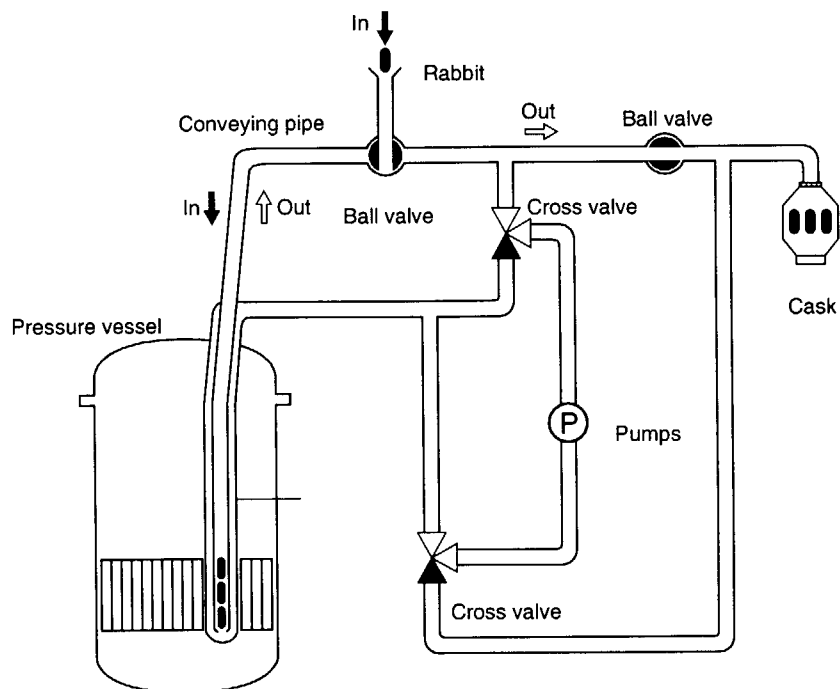 In
Rabbit
Out
Ball valve
Conveying pipe
In
Out
Ball valve
Cross valve
Cask
Pressure vessel
P
Pumps
Cross valve